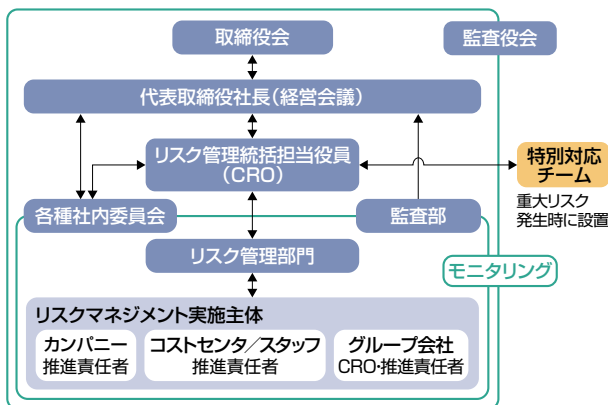 取締役会
監査役会
代表取締役社長(経営会議)
リスク管理統括担当役員
(CRO)
特別対応
チーム
重大リスク
発生時に設置
各種社内委員会
監査部
リスク管理部門
モニタリング
リスクマネジメント実施主体
カンパニー
推進責任者
コストセンタ/スタッフ
推進責任者
グループ会社
CRO・推進責任者